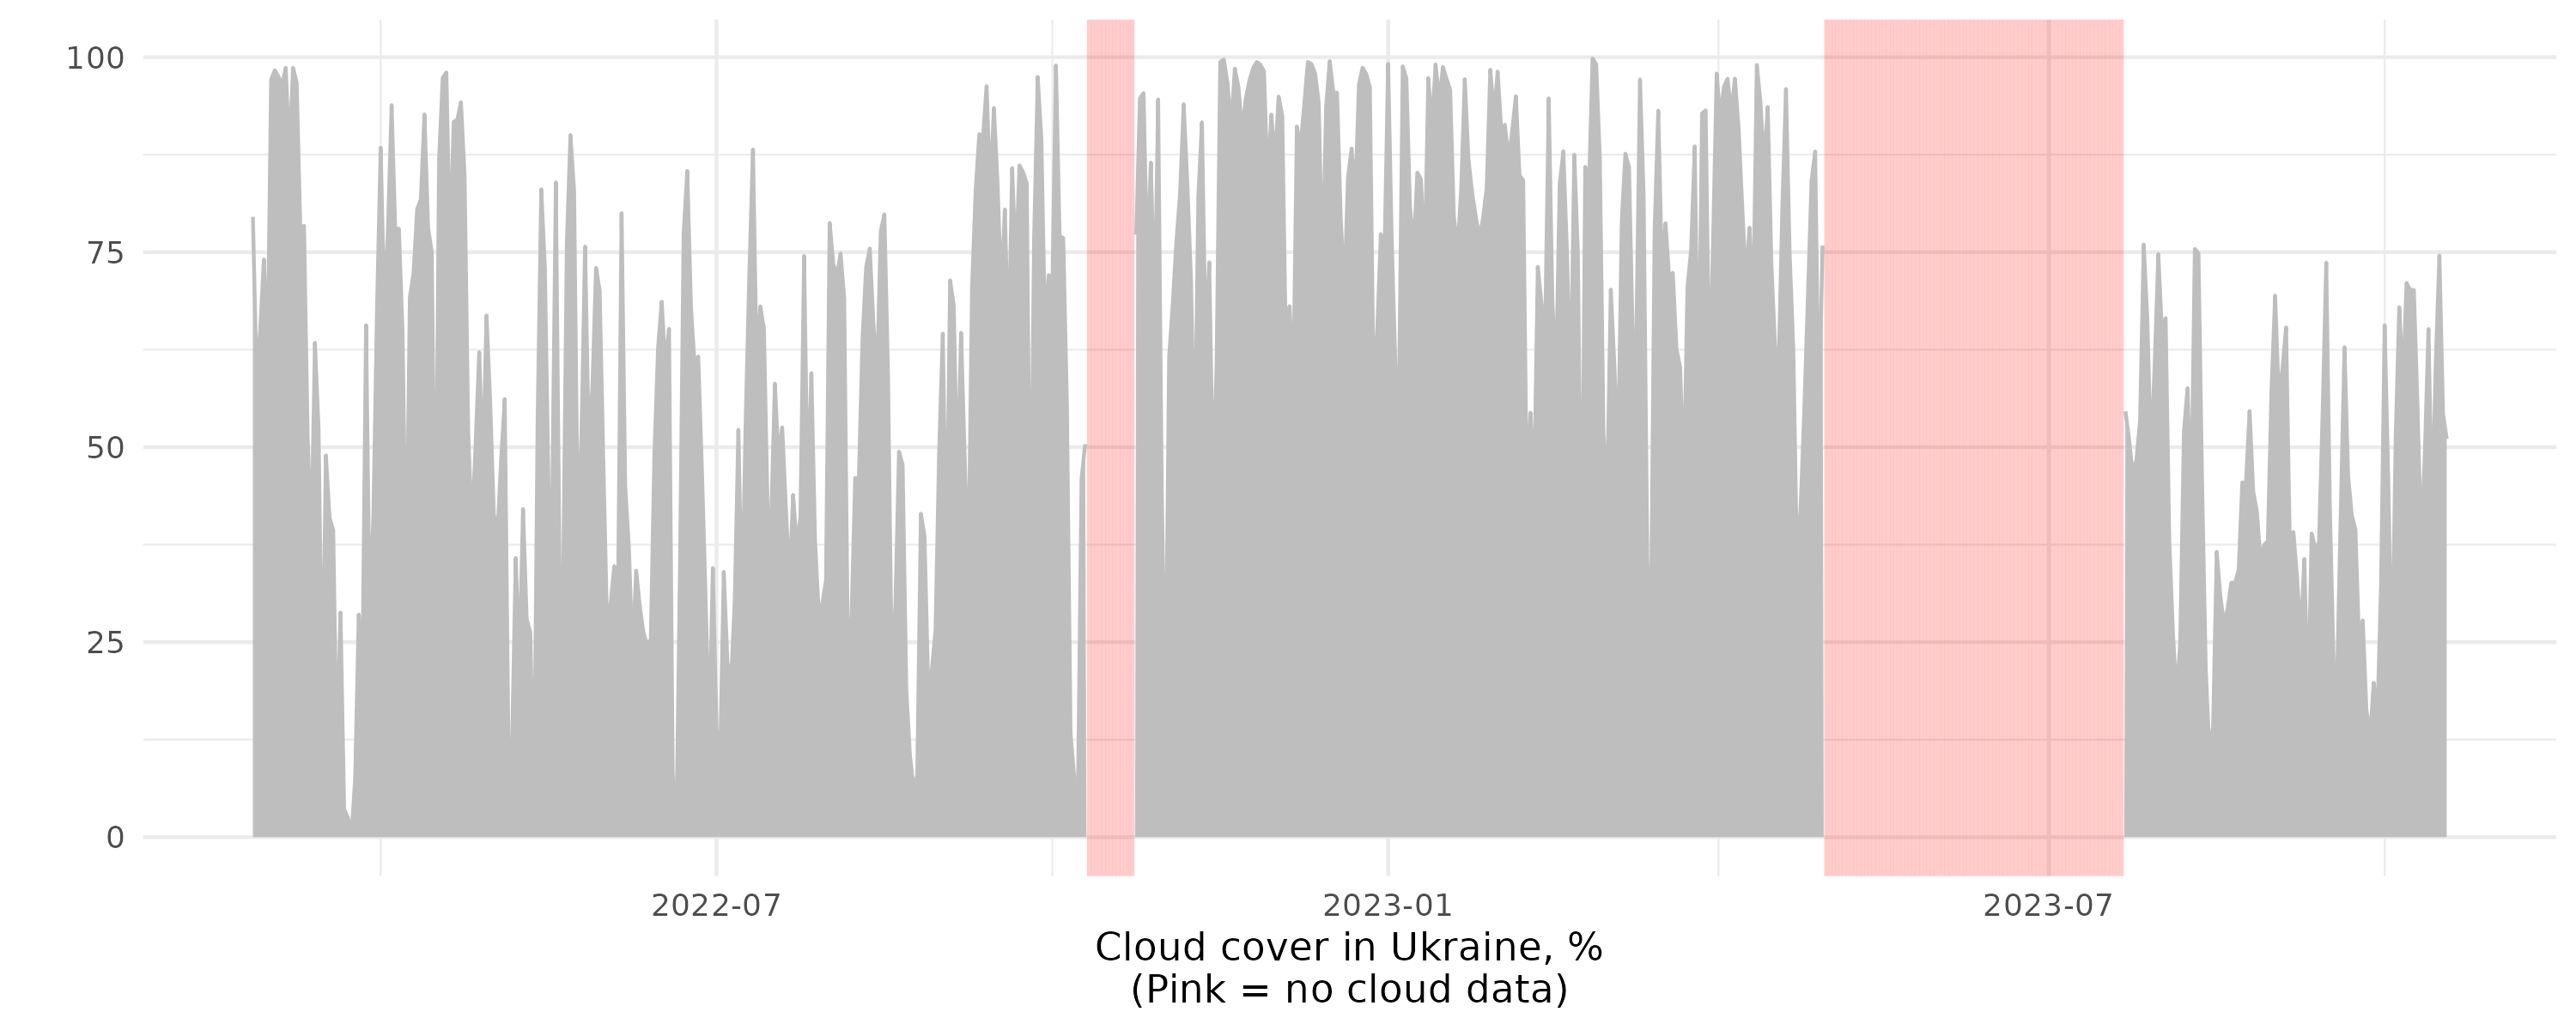 100
75
50
25
0
2022-07 2023-01 2023-07
Cloud cover in Ukraine, %
(Pink = no cloud data)